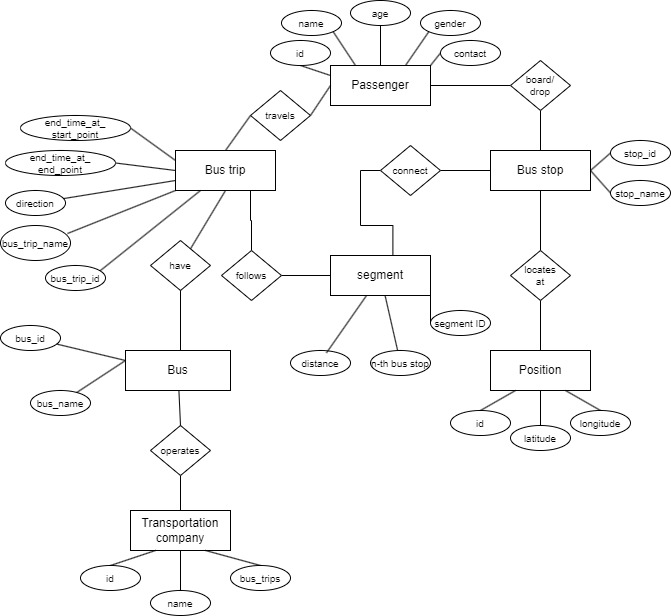 age
name
gender
id
contact
Passenger
board/
drop
travels
end_time_at_
start_point
end_time_at_
end_point
Bus trip
connect
Bus stop
stop_id
stop_name
direction
bus_trip_name
bus_trip_id
have
follows
segment
locates
at
segment ID
bus_id
distance
n-th bus stop
Bus
Position
bus_name
id
latitude
longitude
operates
Transportation
company
id
name
bus_trips